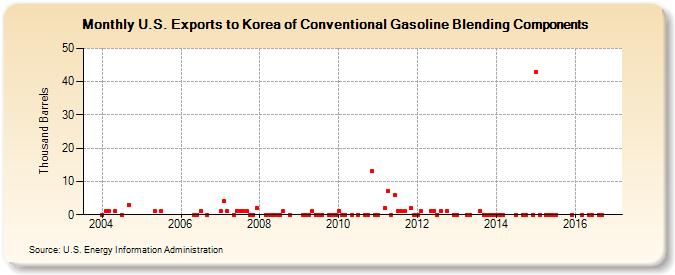 Monthly U.S. Exports to Korea of Conventional Gasoline Blending Components
Thousand Barrels
50
40
30
20
10
0
2004 2006 2008 2010 2012 2014 2016
Source: U.S. Energy Information Administration